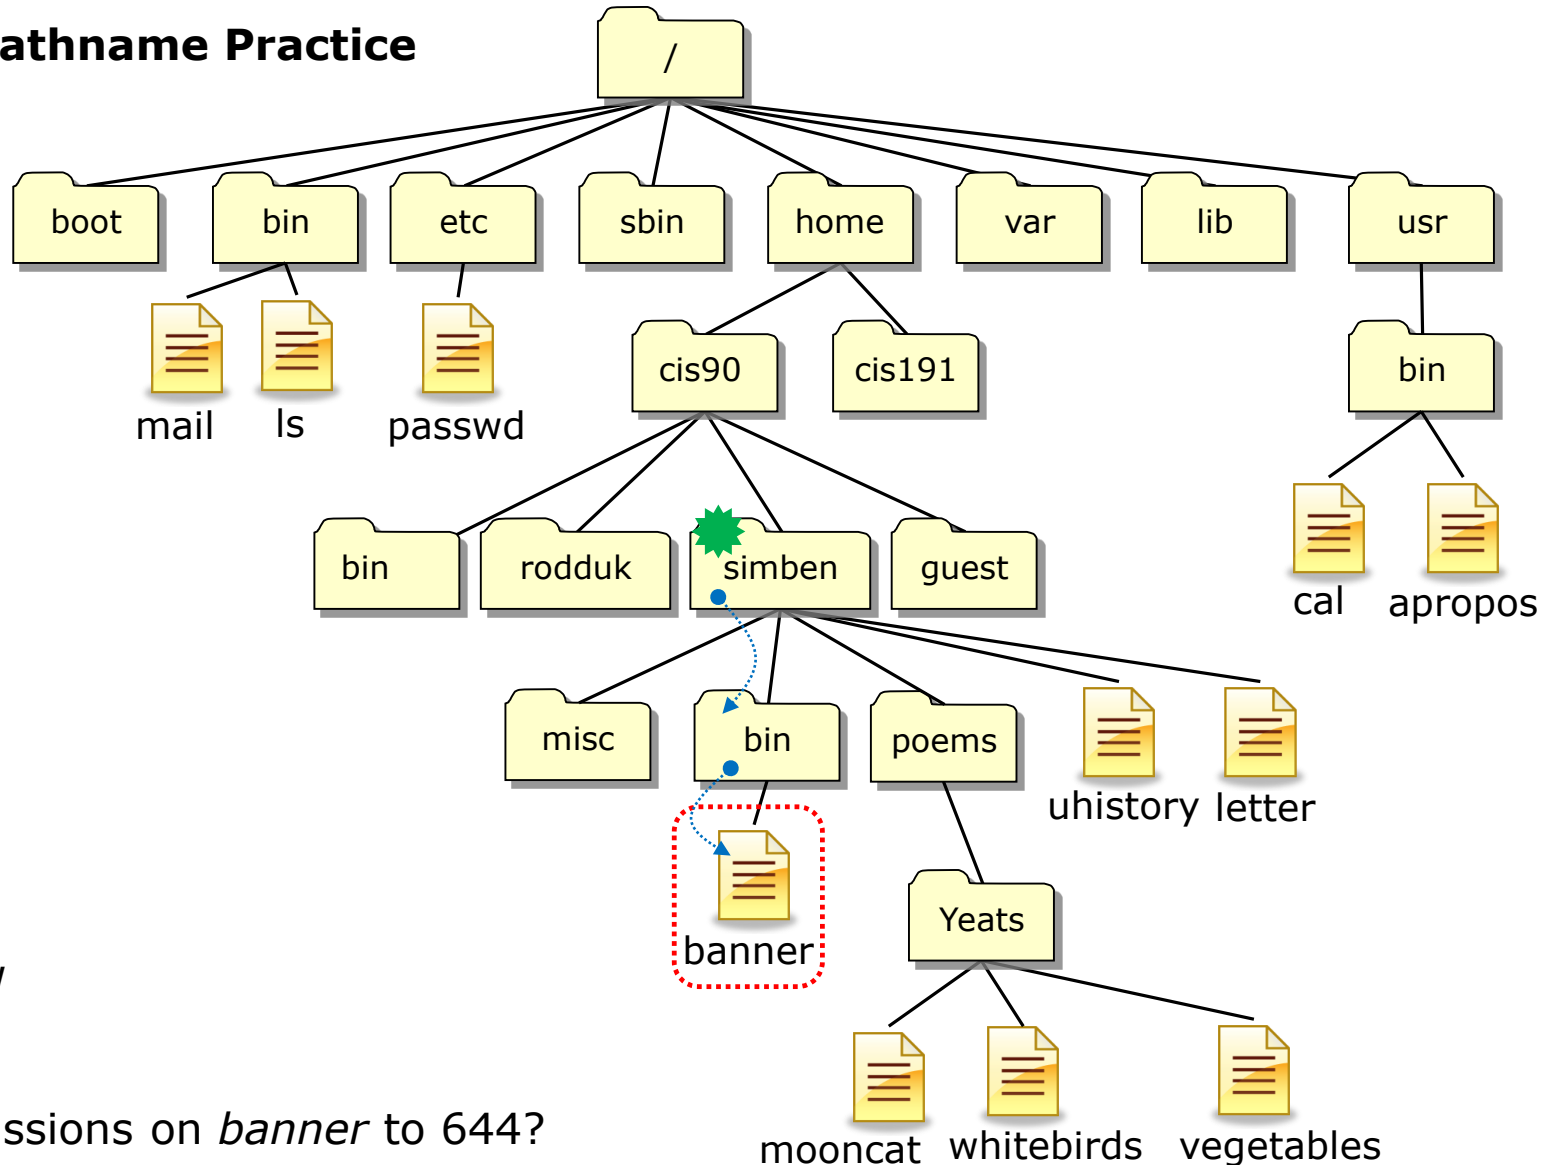 athname Practice
/
boot bin etc sbin home var lib usr
mail ls passwd
cis90 cis191 bin
bin rodduk simben guest
cal apropos
misc bin poems
uhistory letter
banner
Yeats
mooncat whitebirds vegetables
ssions on banner to 644?